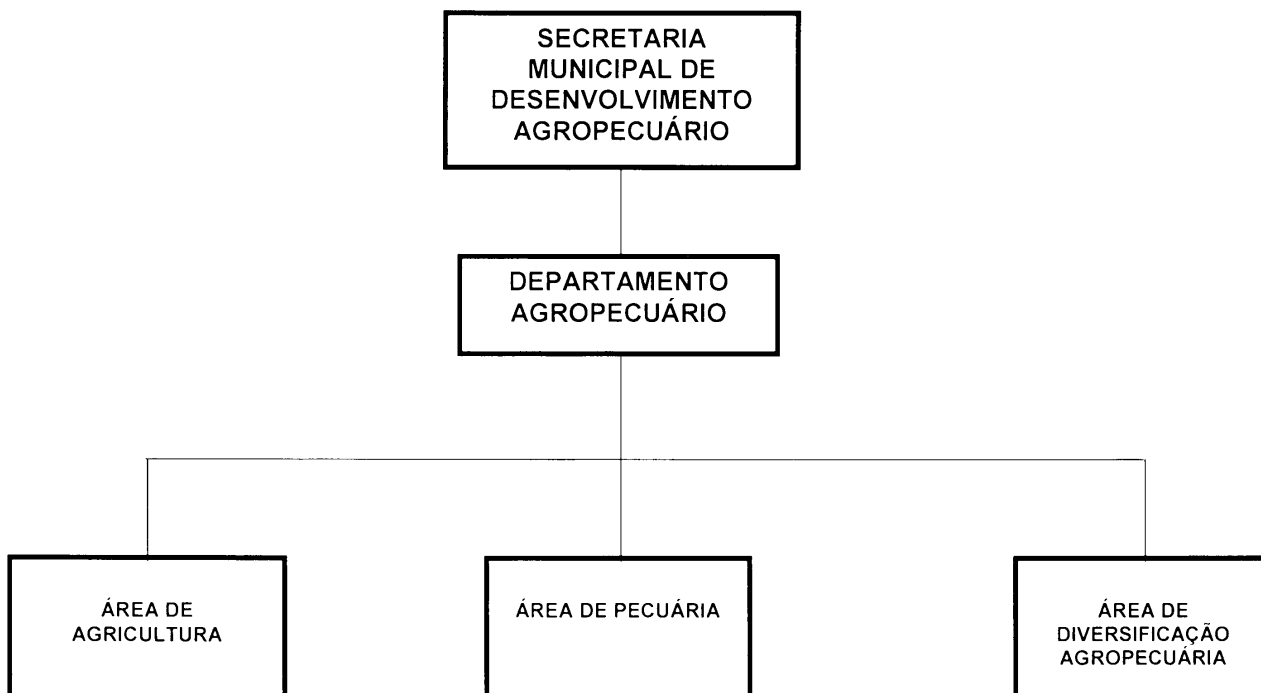 SECRETARIA
MUNICIPAL DE
DESENVOLVIMENTO
AGROPECUÁRIO
DEPARTAMENTO
AGROPECUÁRIO
ÁREA DE
AGRICULTURA
ÁREA DE PECUÁRIA
ÁREA DE
DIVERSIFICAÇÃO
AGROPECUÁRIA